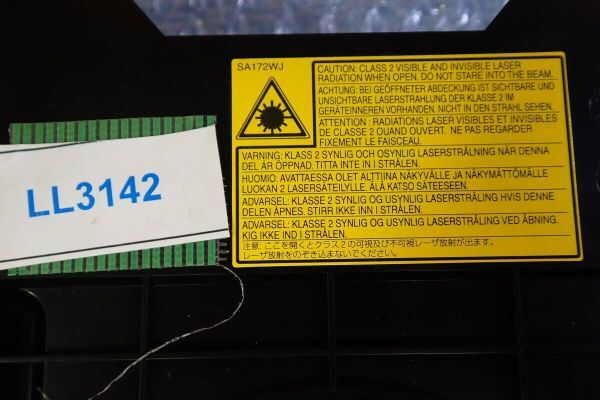 SA172WJ
CAUTION: CLASS 2 VISIBLE AND INVISIBLE LASER
RADIATION WHEN OPEN. DO NOT STARE INTO THE BEAM.
ACHTUNG: BEI GEÖFFNETER ABDECKUNG IST SICHTBARE UND
UNSICHTBARE LASERSTRAHLUNG DER KLASSE 2 IM
GERÄTEINNEREN VORHANDEN. NICHT IN DEN STRAHL SEHEN.
ATTENTION : RADIATIONS LASER VISIBLES ET INVISIBLES
DE CLASSE 2 QUAND OUVERT. NE PAS REGARDER
FIXEMENT LE FAISCEAU.
VARNING: KLASS 2 SYNLIG OCH OSYNLIG LASERSTRÅLNING NÄR DENNA
DEL ÄR ÖPPNAD. TITTA INTE IN I STRÅLEN.
HUOMIO: AVATTAESSA OLET ALTTIINA NÄKYVÄLLE JA NÄKYMÄTTÖMÄLLE
LUOKAN 2 LASERSÄTEILYLLE. ÄLÄ KATSO SÄTEESEEN.
ADVARSEL: KLASSE 2 SYNLIG OG USYNLIG LASERSTRÅLING HVIS DENNE
DELEN ÅPNES. STIRR IKKE INN I STRÅLEN.
ADVARSEL: KLASSE 2 SYNLIG OG USYNLIG LASERSTRÅLING VED ÅBNING.
KIG IKKE IND I STRÅLEN.
注意: ここを開くとクラス2の可視及び不可視レーザ放射が出ます。
レーザ放射をのぞき込まないでください。
LL3142